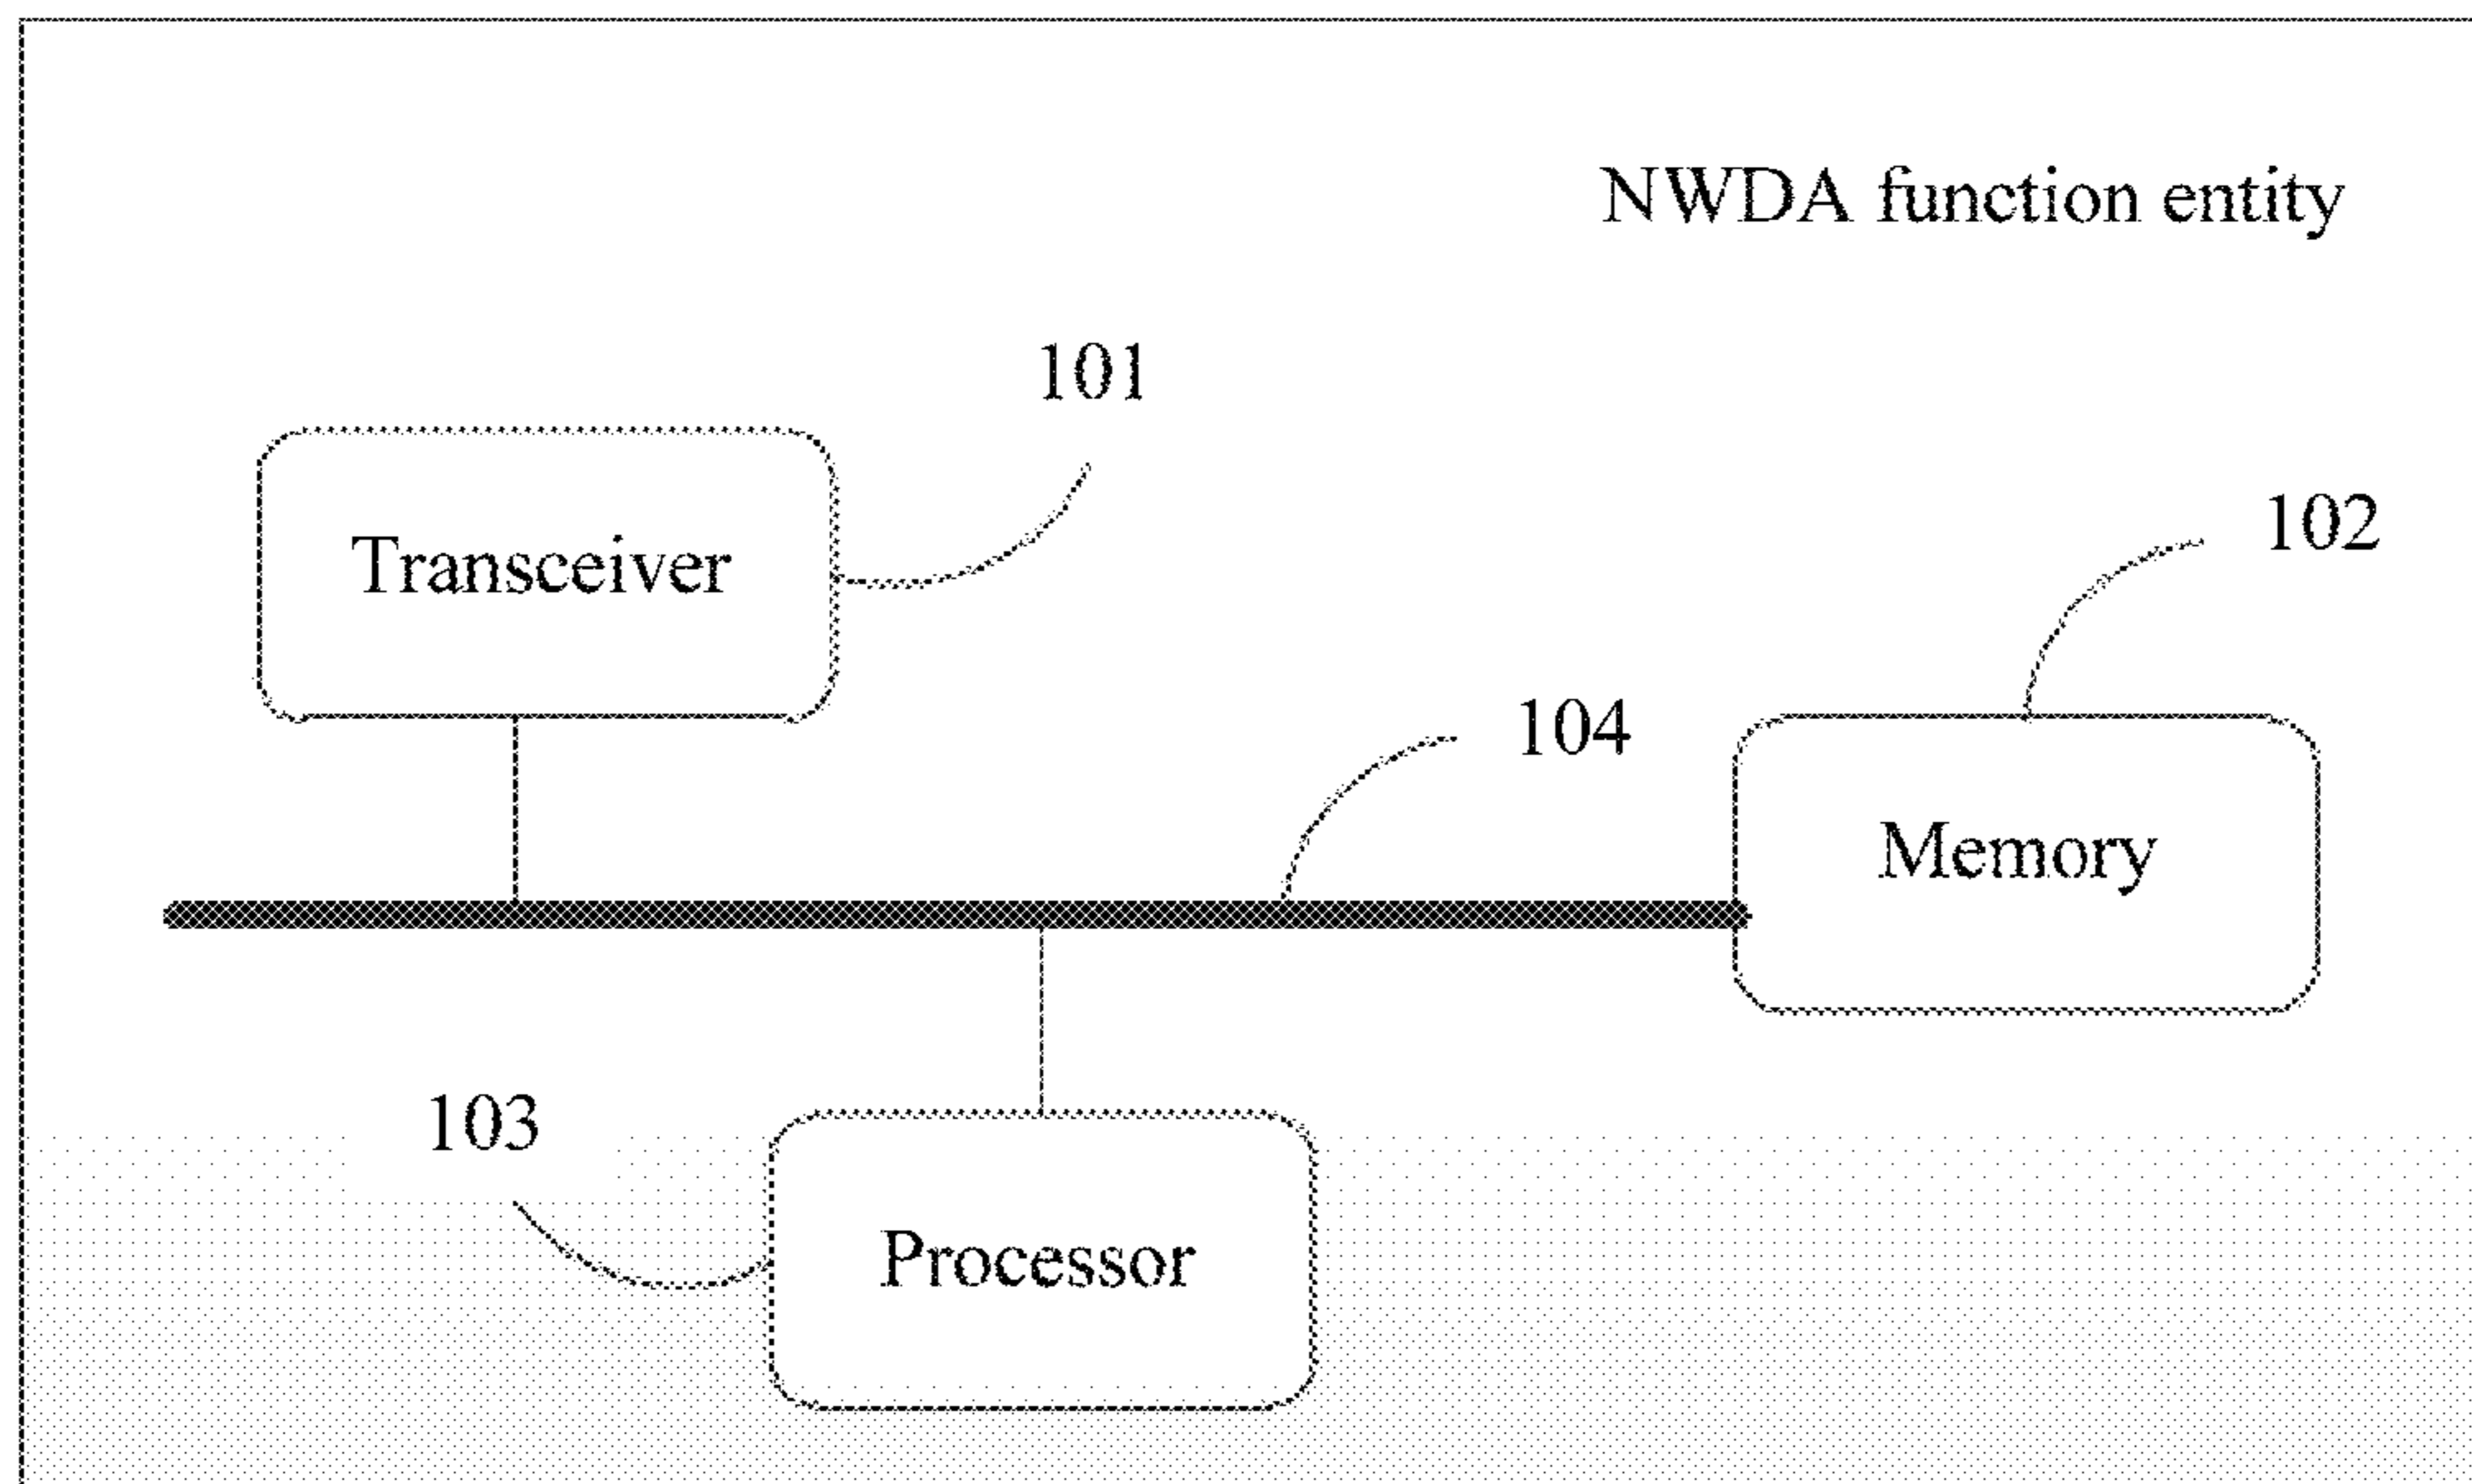 NWDA function entity
101
Transceiver
102
104
Memory
103
Processor